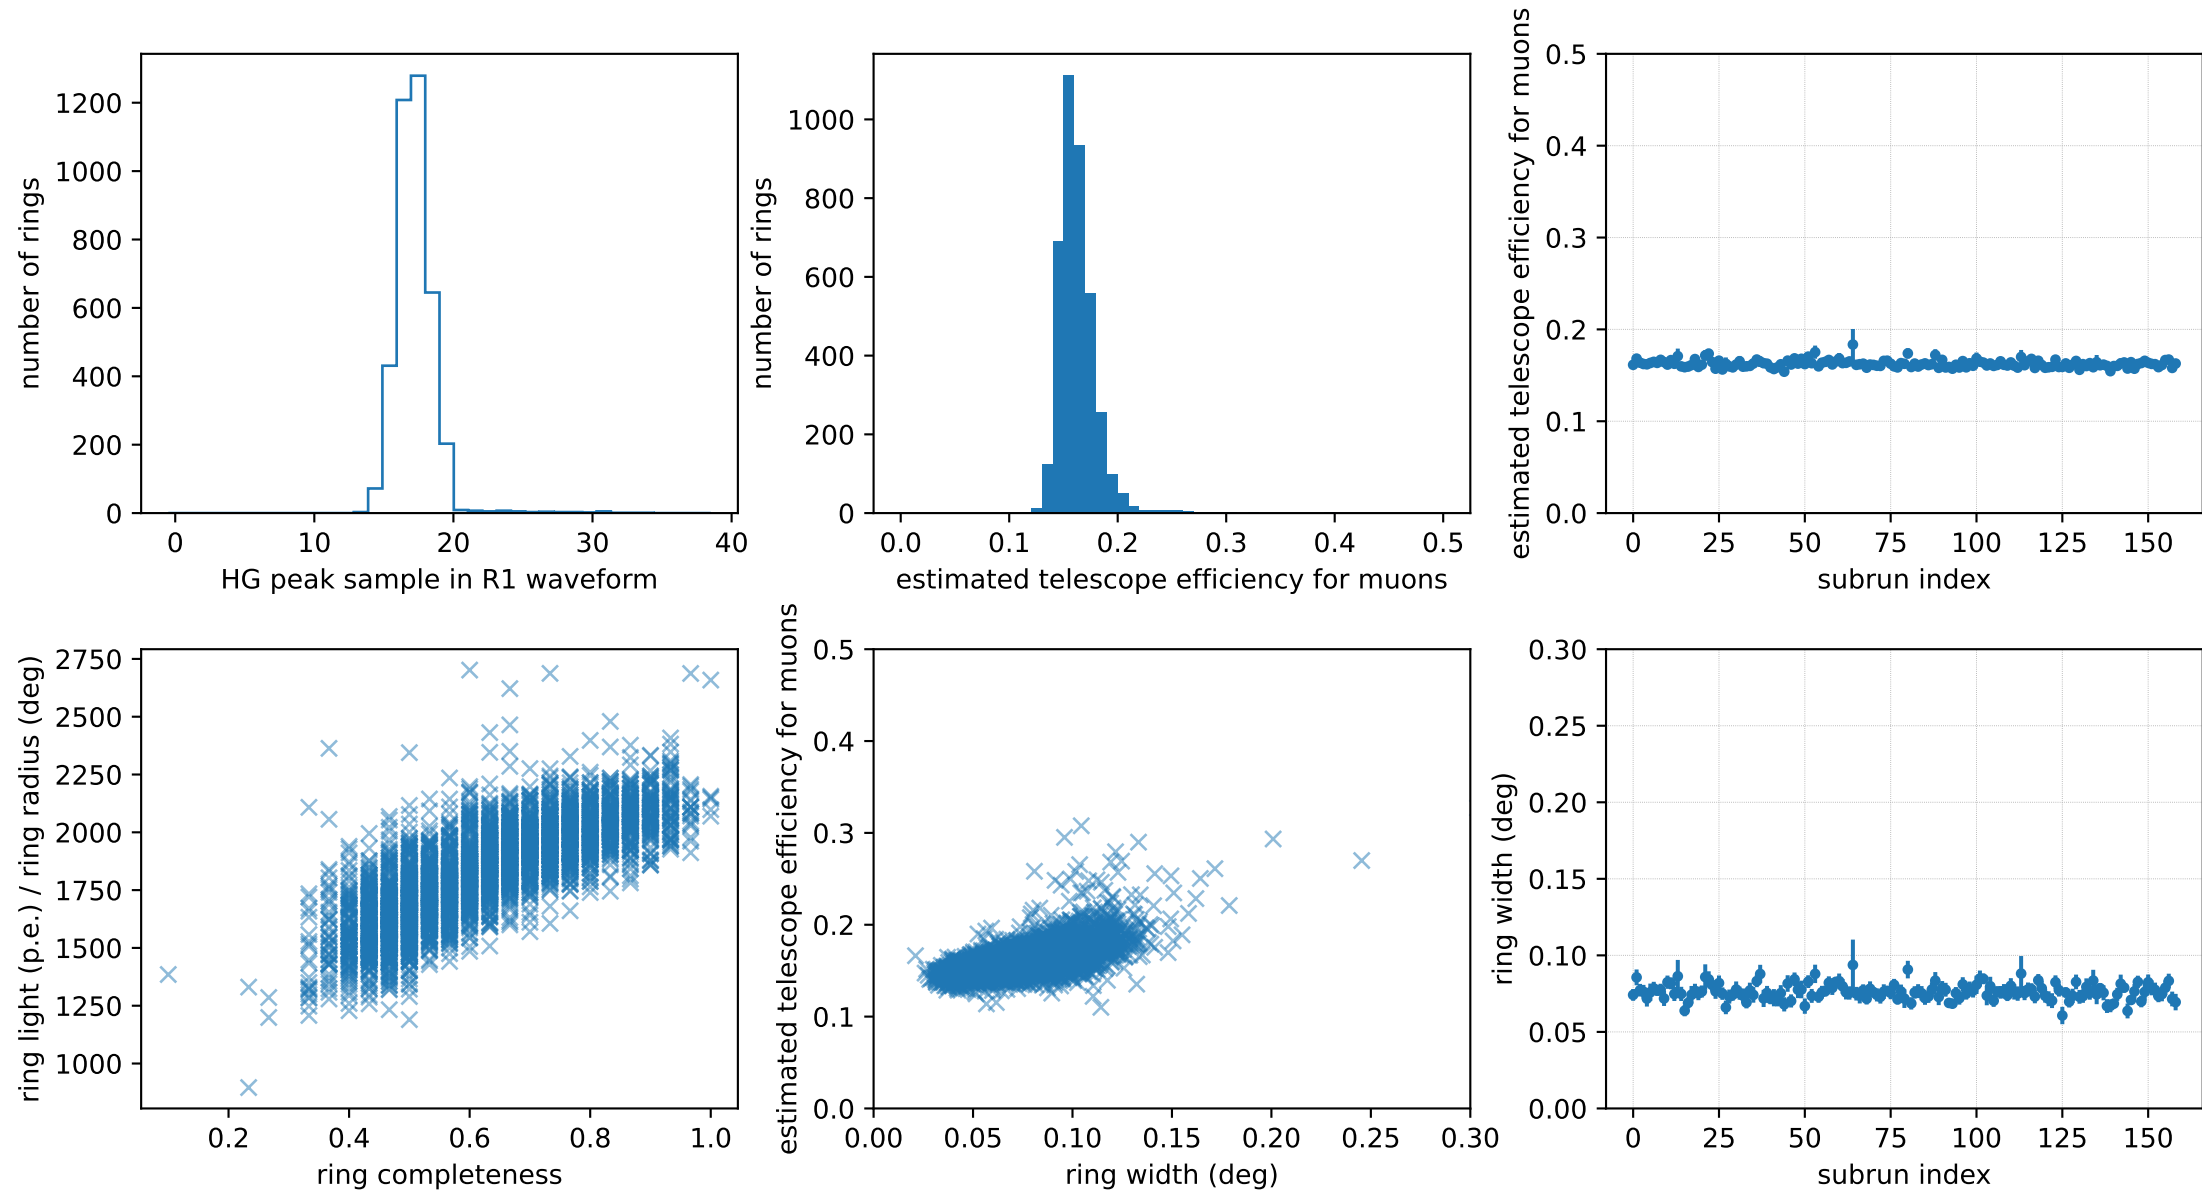 number of rings
1200
1000
800
600
400
200
0
0 10 20 30 40
HG peak sample in R1 waveform
number of rings
1000
800
600
400
200
0
0.0 0.1 0.2 0.3 0.4 0.5
estimated telescope efficiency for muons
estimated telescope efficiency for muons
0.5
0.4
0.3
0.2
0.1
0.0
0 25 50 75 100 125 150
subrun index
ring light (p.e.) / ring radius (deg)
2750
2500
2250
2000
1750
1500
1250
1000
0.2 0.4 0.6 0.8 1.0
ring completeness
estimated telescope efficiency for muons
0.5
0.4
0.3
0.2
0.1
0.0
0.00 0.05 0.10 0.15 0.20 0.25 0.30
ring width (deg)
ring width (deg)
0.30
0.25
0.20
0.15
0.10
0.05
0.00
0 25 50 75 100 125 150
subrun index